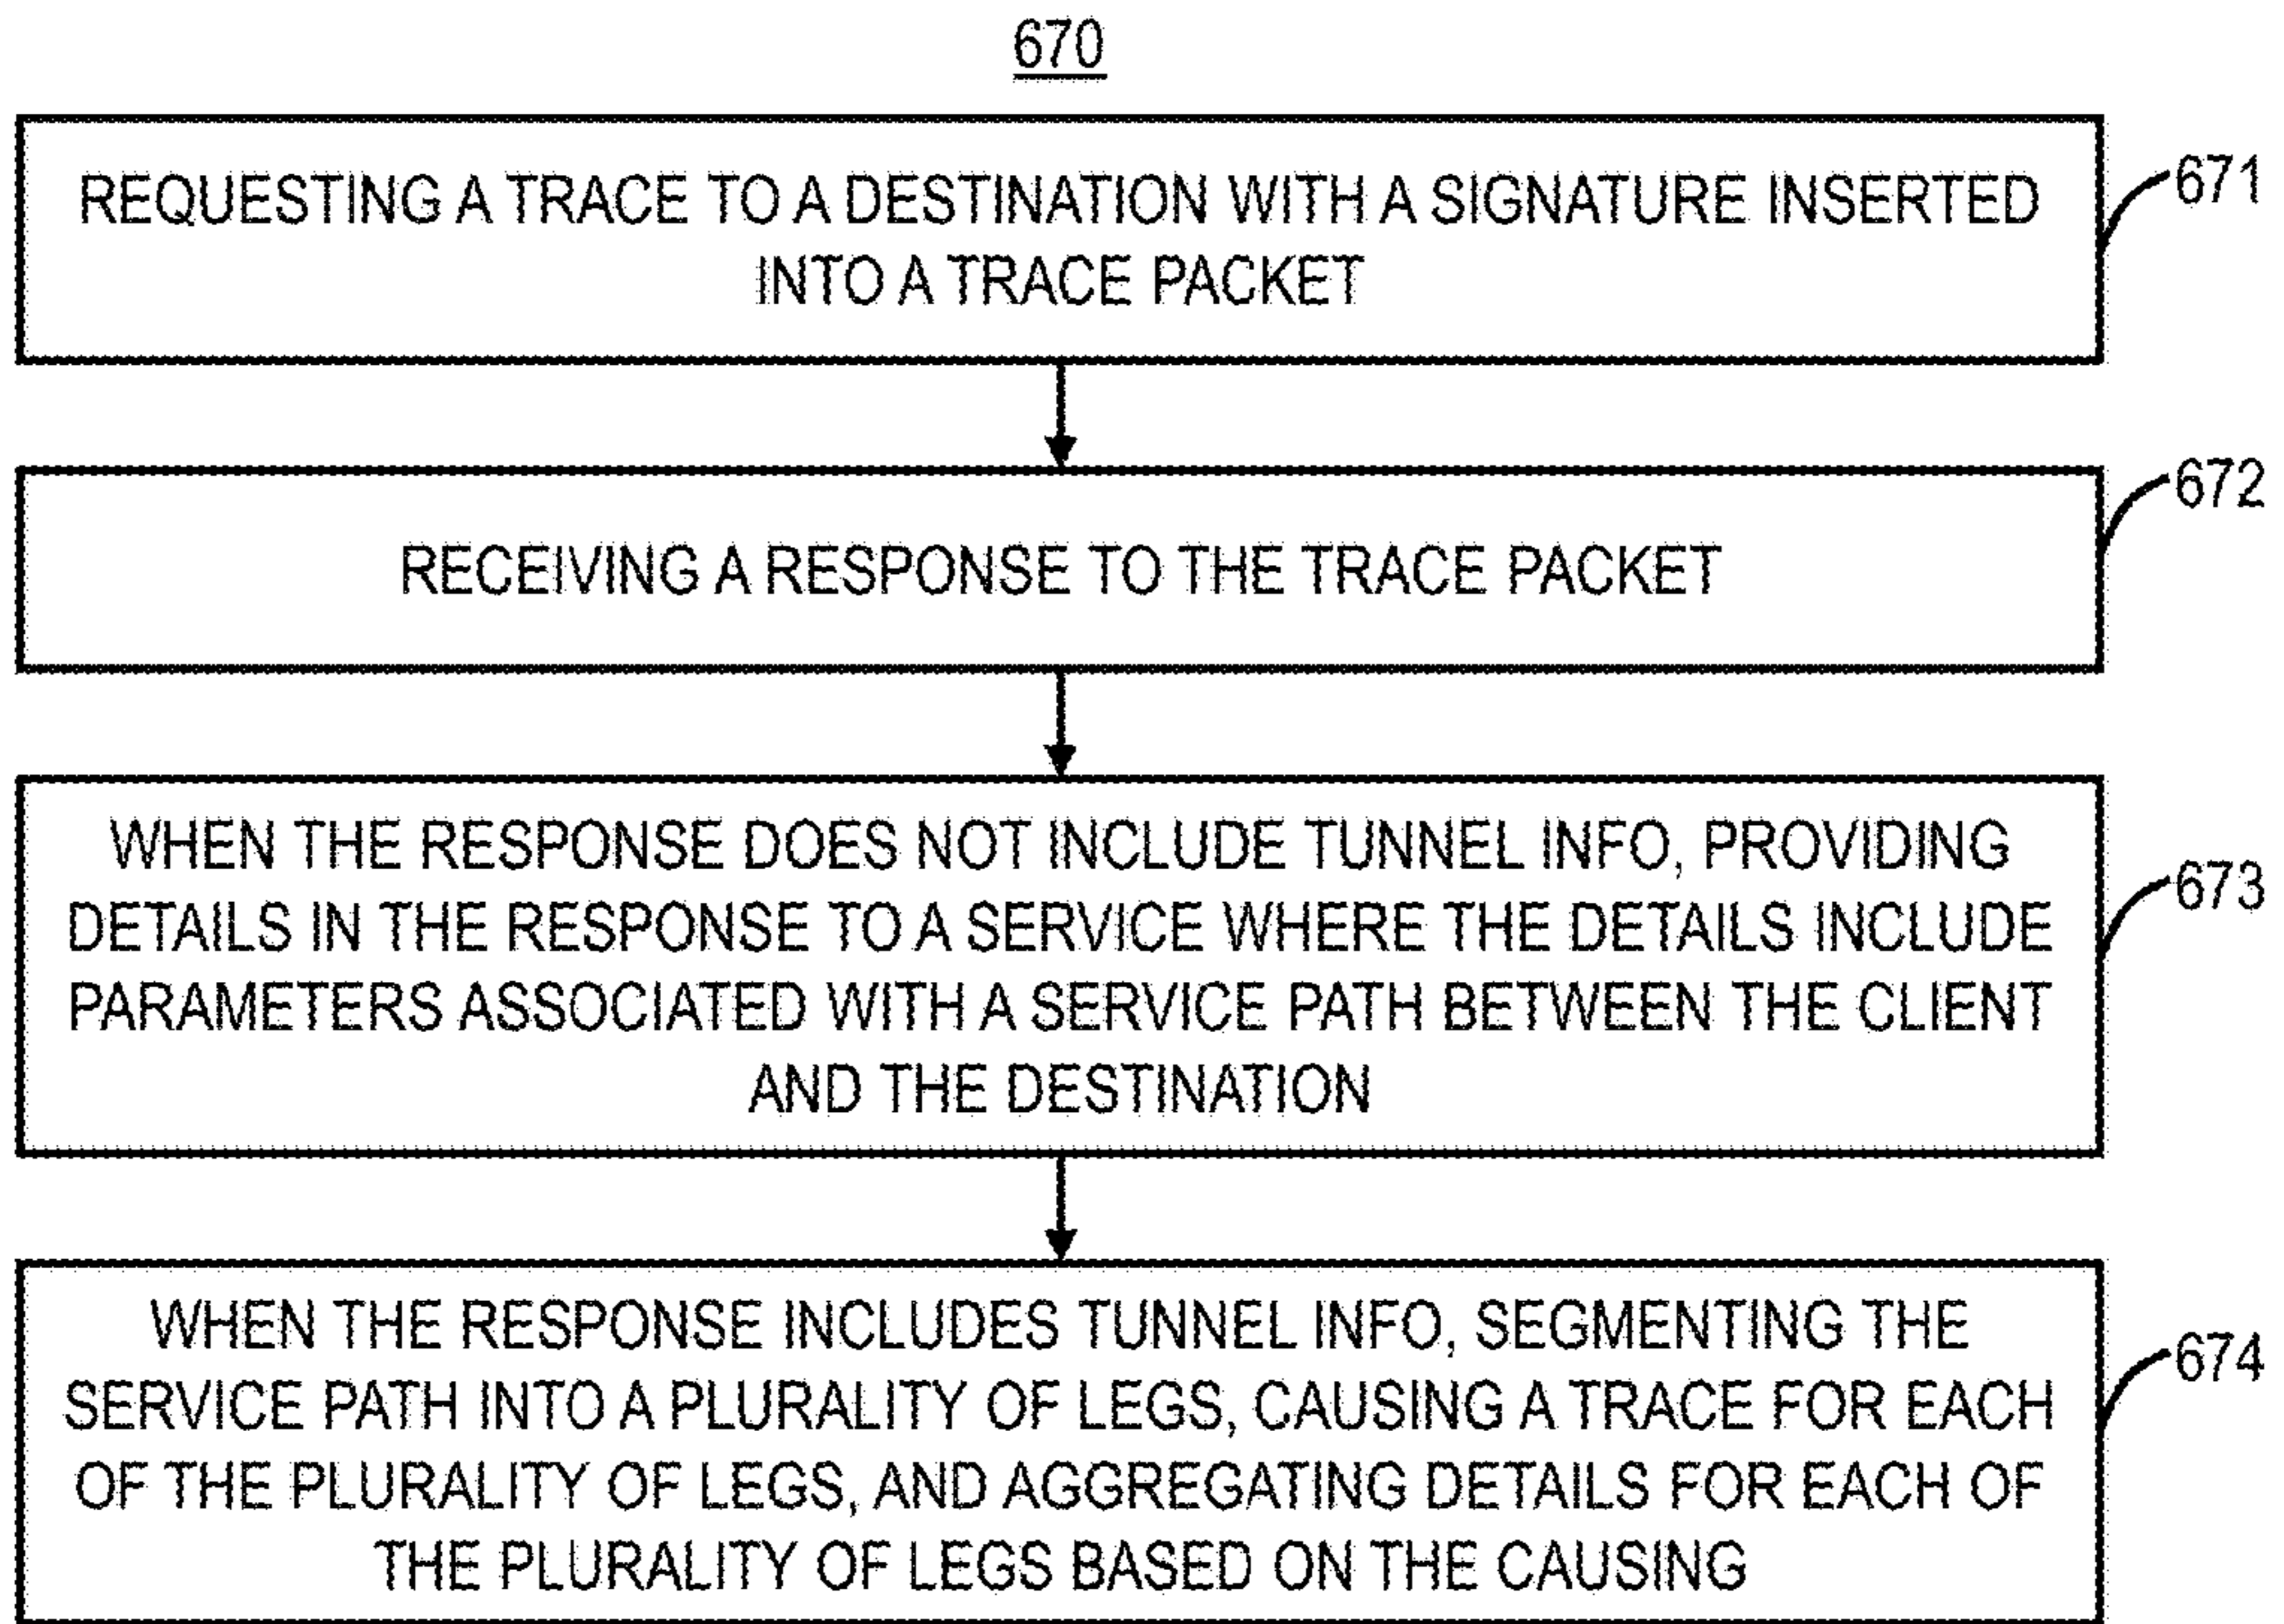 670
REQUESTING A TRACE TO A DESTINATION WITH A SIGNATURE INSERTED
INTO A TRACE PACKET
671
RECEIVING A RESPONSE TO THE TRACE PACKET
672
WHEN THE RESPONSE DOES NOT INCLUDE TUNNEL INFO, PROVIDING
DETAILS IN THE RESPONSE TO A SERVICE WHERE THE DETAILS INCLUDE
PARAMETERS ASSOCIATED WITH A SERVICE PATH BETWEEN THE CLIENT
AND THE DESTINATION
673
WHEN THE RESPONSE INCLUDES TUNNEL INFO, SEGMENTING THE
SERVICE PATH INTO A PLURALITY OF LEGS, CAUSING A TRACE FOR EACH
OF THE PLURALITY OF LEGS, AND AGGREGATING DETAILS FOR EACH OF
THE PLURALITY OF LEGS BASED ON THE CAUSING
674